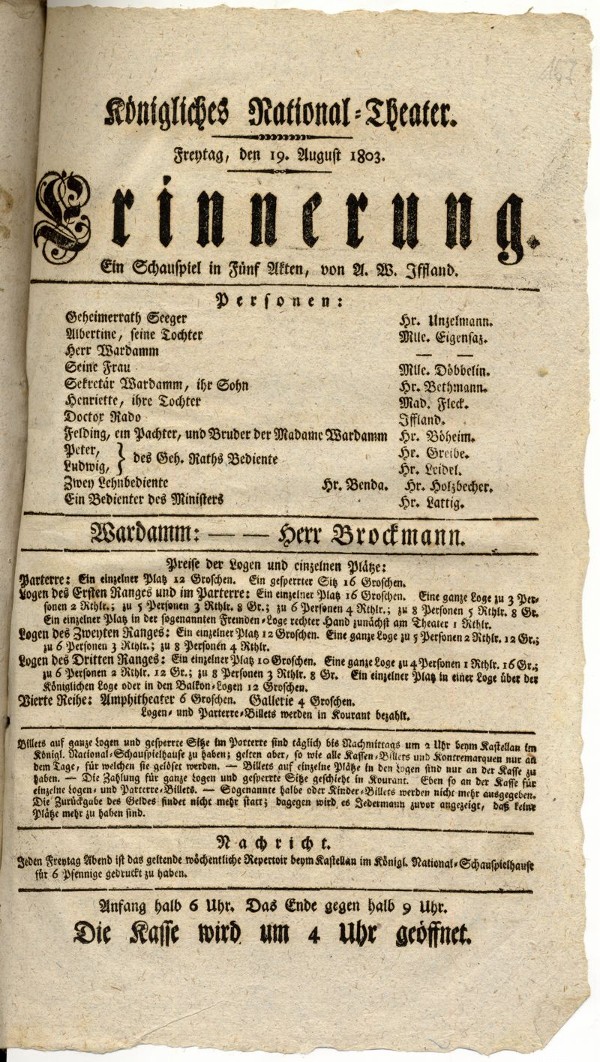 Königliches National-Theater.
Freytag, den 19. August 1803.
Erinnerung.
Ein Schauspiel in Fünf Akten, von A. W. Iffland.
Personen:
Geheimerrath Seeger Hr. Unzelmann.
Albertine, seine Tochter Mlle. Eigensaz.
Herr Wardamm — —
Seine Frau Mlle. Döbbelin.
Sekretär Wardamm, ihr Sohn Hr. Bethmann.
Henriette, ihre Tochter Mad. Fleck.
Doctor Rado Iffland.
Felding, ein Pachter, und Bruder der Madame Wardamm Hr. Böheim.
Peter, } des Geh. Raths Bediente Hr. Greibe.
Ludwig, Hr. Leidel.
Zwey Lehnbediente Hr. Benda. Hr. Holzbecher.
Ein Bedienter des Ministers Hr. Lattig.
Wardamm: — — Herr Brockmann.
Preise der Logen und einzelnen Plätze:
Parterre: Ein einzelner Platz 12 Groschen. Ein gesperrter Sitz 16 Groschen.
Logen des Ersten Ranges und im Parterre: Ein einzelner Platz 16 Groschen. Eine ganze Loge zu 3 Per-
sonen 2 Rthlr.; zu 5 Personen 3 Rthlr. 8 Gr.; zu 6 Personen 4 Rthlr.; zu 8 Personen 5 Rthlr. 8 Gr.
Ein einzelner Platz in der sogenannten Fremden-Loge rechter Hand zunächst am Theater 1 Rthlr.
Logen des Zweyten Ranges: Ein einzelner Platz 12 Groschen. Eine ganze Loge zu 5 Personen 2 Rthlr. 12 Gr.;
zu 6 Personen 3 Rthlr.; zu 8 Personen 4 Rthlr.
Logen des Dritten Ranges: Ein einzelner Platz 10 Groschen. Eine ganze Loge zu 4 Personen 1 Rthlr. 16 Gr.;
zu 6 Personen 2 Rthlr. 12 Gr.; zu 8 Personen 3 Rthlr. 8 Gr. Ein einzelner Platz in einer Loge über der
Königlichen Loge oder in den Balkon-Logen 12 Groschen.
Vierte Reihe: Amphitheater 6 Groschen. Gallerie 4 Groschen.
Logen- und Parterre-Billets werden in Kourant bezahlt.
Billets auf ganze Logen und gesperrte Sitze im Parterre sind täglich bis Nachmittags um 2 Uhr beym Kastellan im
Königl. National-Schauspielhause zu haben; gelten aber, so wie alle Kassen-Billets und Kontremarquen nur an
dem Tage, für welchen sie gelöset werden. — Billets auf einzelne Plätze in den Logen sind nur an der Kasse zu
haben. — Die Zahlung für ganze Logen und gesperrte Sitze geschieht in Kourant. Eben so an der Kasse für
einzelne Logen- und Parterre-Billets. — Sogenannte halbe oder Kinder-Billets werden nicht mehr ausgegeben.
Die Zurückgabe des Geldes findet nicht mehr statt; dagegen wird es Jedermann zuvor angezeigt, daß keine
Plätze mehr zu haben sind.
Nachricht.
Jeden Freytag Abend ist das geltende wöchentliche Repertoir beym Kastellan im Königl. National-Schauspielhause
für 6 Pfennige gedruckt zu haben.
Anfang halb 6 Uhr. Das Ende gegen halb 9 Uhr.
Die Kasse wird um 4 Uhr geöffnet.